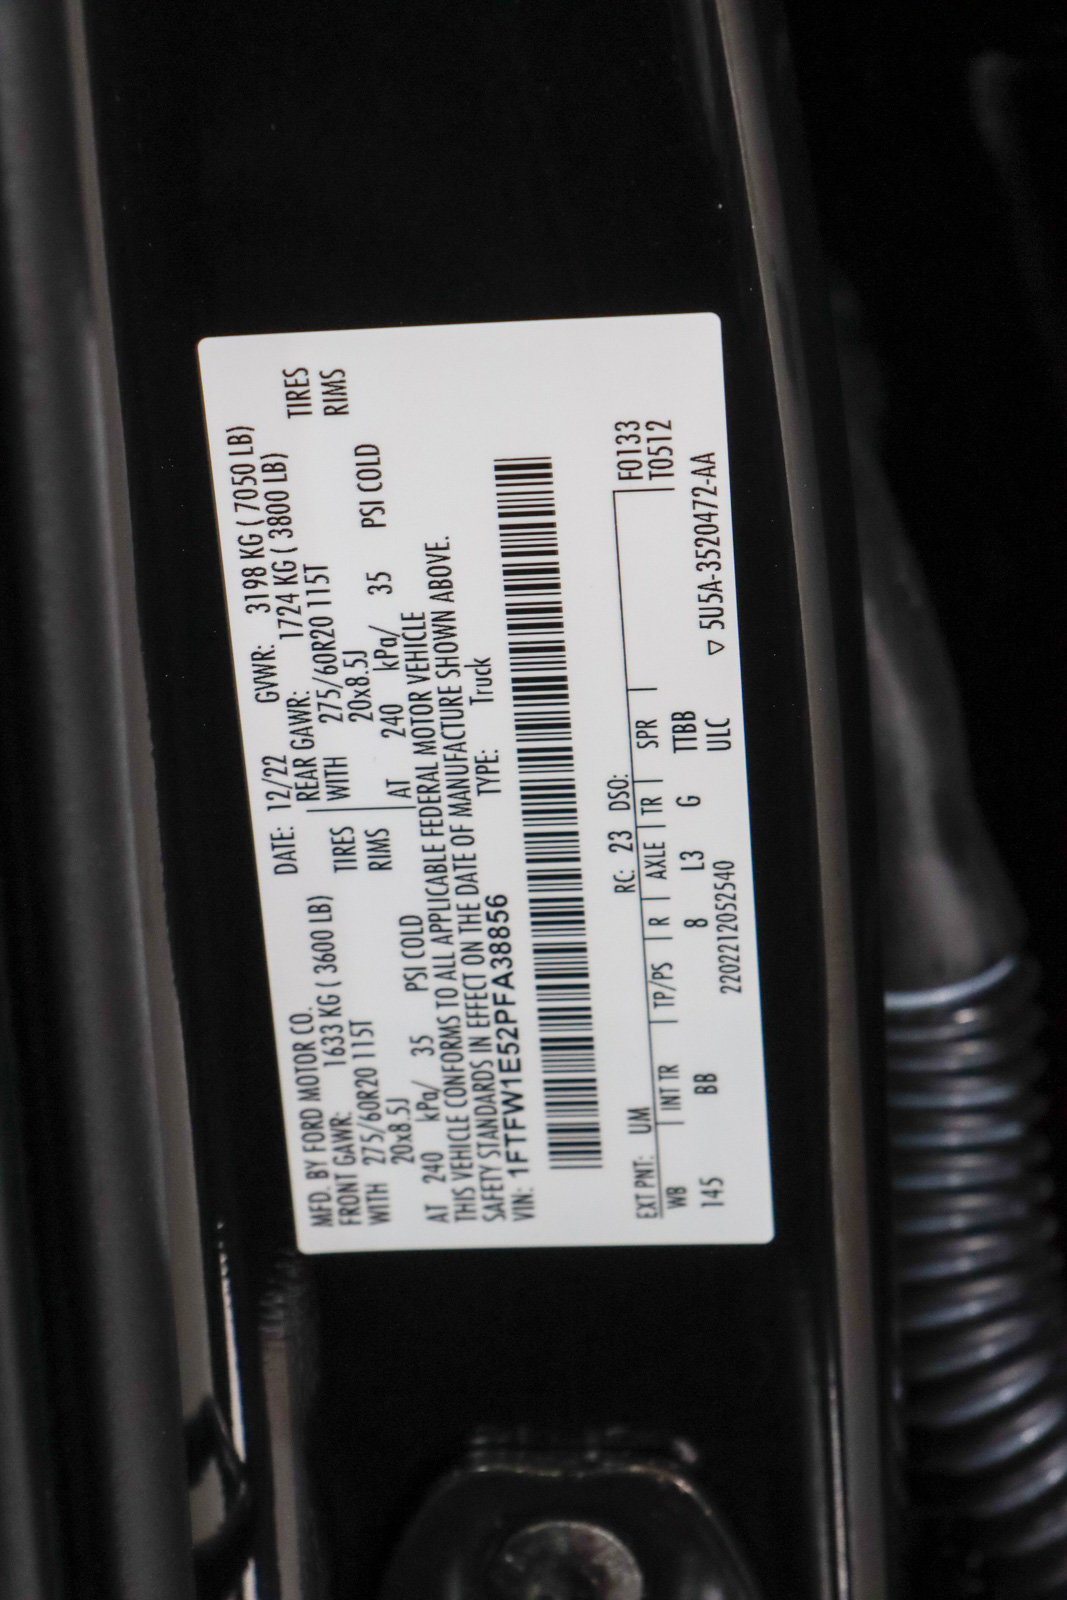 MFD. BY FORD MOTOR CO. DATE: 12/22 GVWR: 3198 KG ( 7050 LB)
FRONT GAWR: 1633 KG ( 3600 LB) REAR GAWR: 1724 KG ( 3800 LB)
WITH 275/60R20 115T TIRES WITH 275/60R20 115T TIRES
20x8.5J RIMS 20x8.5J RIMS
AT 240 kPa/ 35 PSI COLD AT 240 kPa/ 35 PSI COLD
THIS VEHICLE CONFORMS TO ALL APPLICABLE FEDERAL MOTOR VEHICLE
SAFETY STANDARDS IN EFFECT ON THE DATE OF MANUFACTURE SHOWN ABOVE.
VIN: 1FTFW1E52PFA38856 TYPE: Truck
EXT PNT: UM RC: 23 DSO: F0133
WB INT TR TP/PS R AXLE TR SPR T0512
145 BB 8 L3 G TTBB
220221205254​0 ULC ▽ 5U5A-3520472-AA